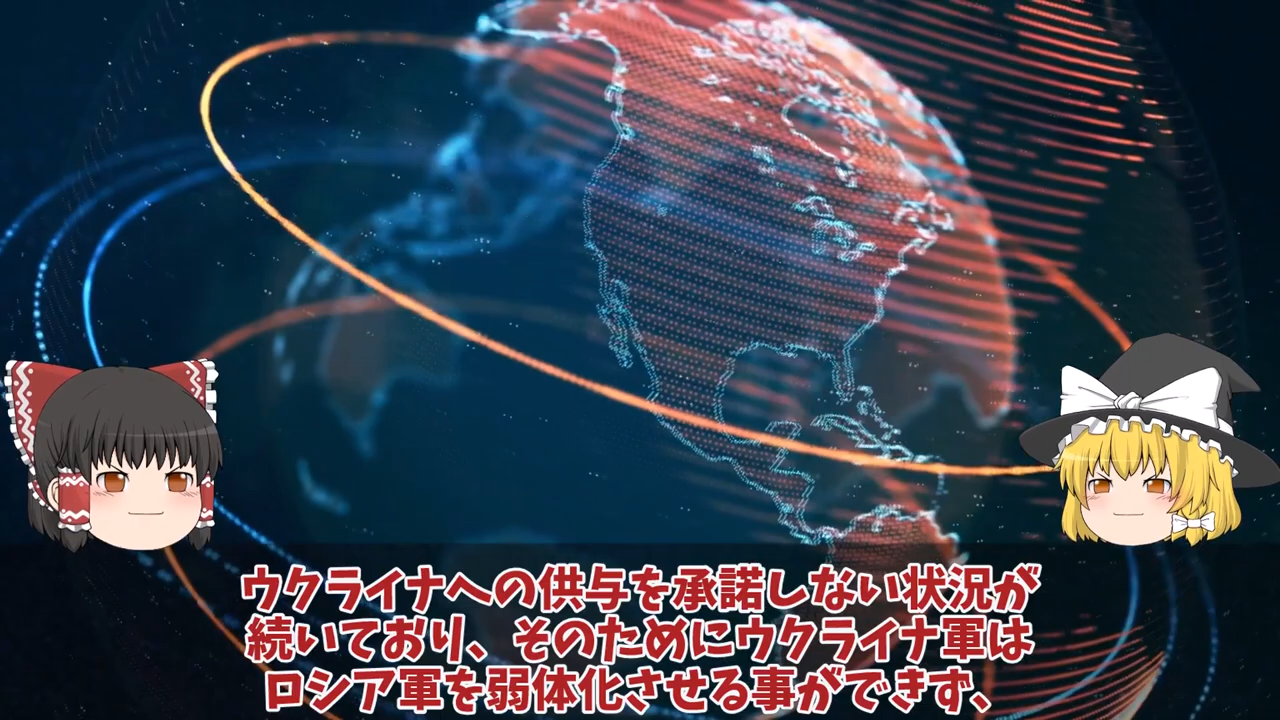 ウクライナへの供与を承諾しない状況が
続いており、そのためにウクライナ軍は
ロシア軍を弱体化させる事ができず、